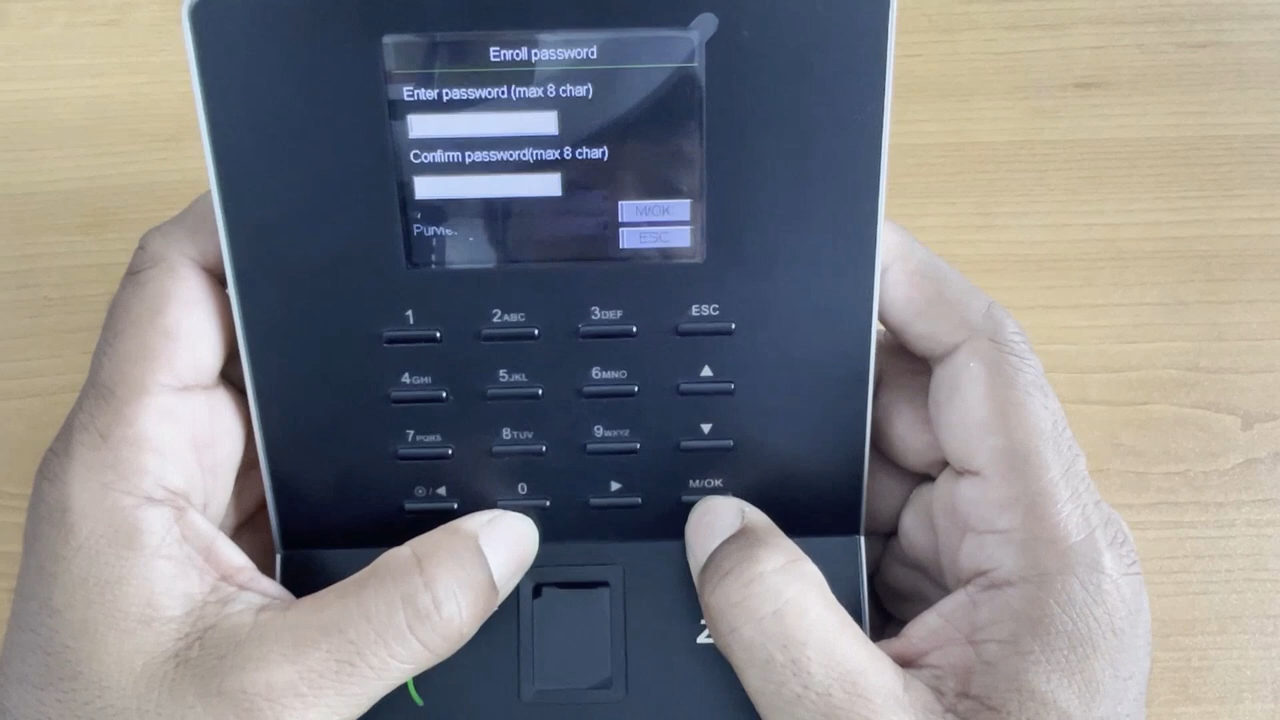 Enroll password
Enter password (max 8 char)
Confirm password(max 8 char)
M/OK
ESC
1 2ABC 3DEF ESC
4GHI 5JKL 6MNO ▲
7PQRS 8TUV 9WXYZ ▼
◀ 0 ▶ M/OK